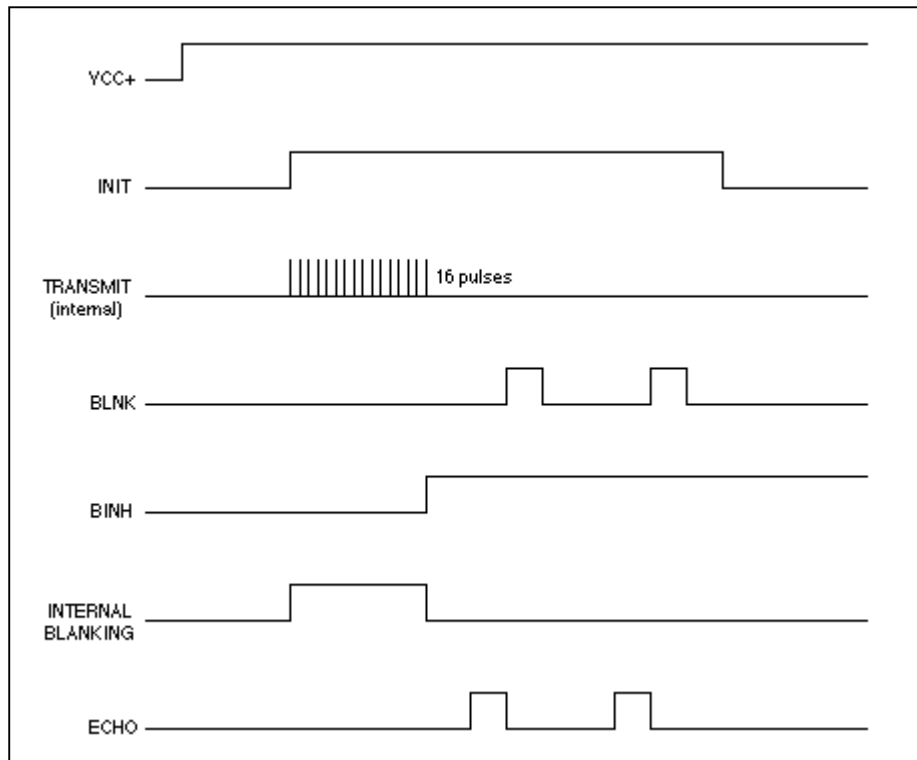 VCC+
INIT
TRANSMIT
(internal)
16 pulses
BLNK
BINH
INTERNAL
BLANKING
ECHO